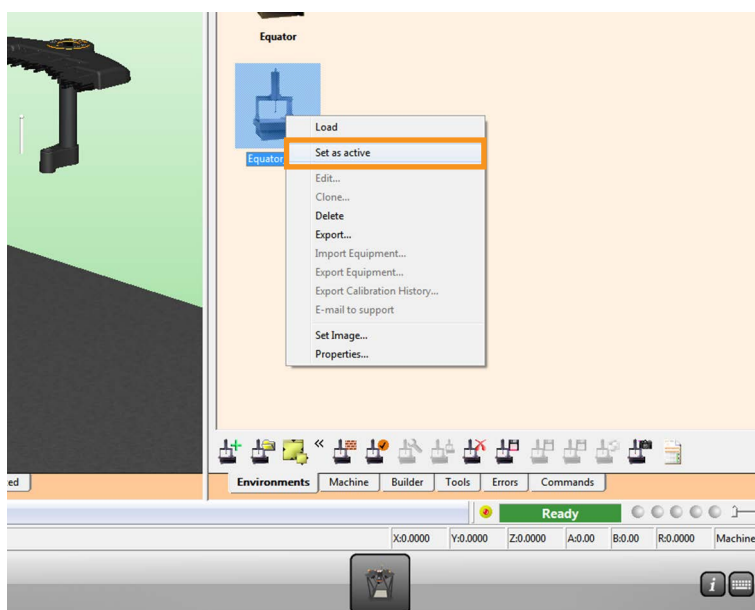 Equator
Equator
Load
Set as active
Edit...
Clone...
Delete
Export...
Import Equipment...
Export Equipment...
Export Calibration History...
E-mail to support
Set Image...
Properties...
«
ed
Environments Machine Builder Tools Errors Commands
Ready
X:0.0000 Y:0.0000 Z:0.0000 A:0.00 B:0.00 R:0.0000 Machine
i